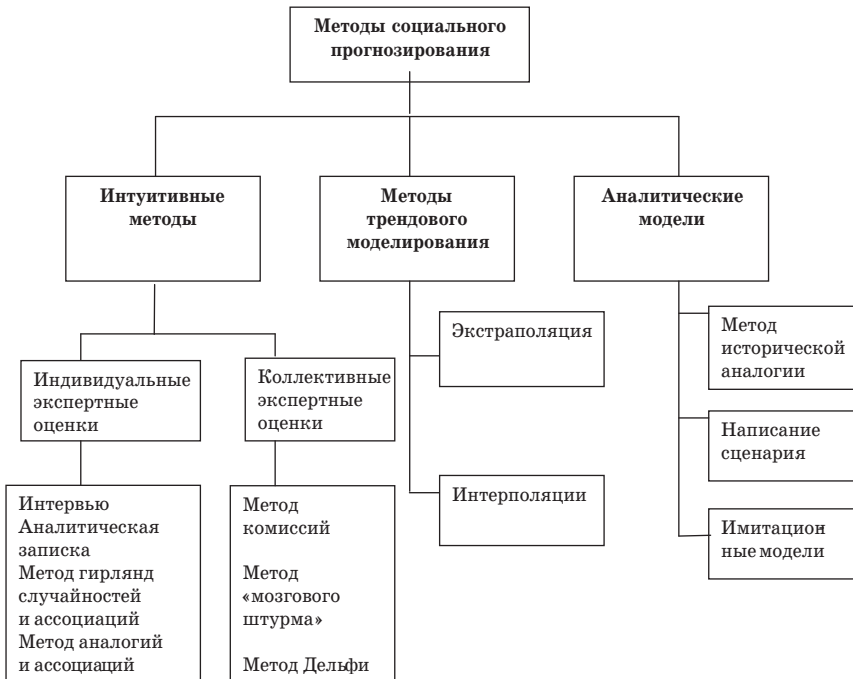 Методы социального
прогнозирования
Интуитивные
методы
Методы
трендового
моделирования
Аналитические
модели
Экстраполяция
Интерполяции
Метод
исторической
аналогии
Написание
сценария
Имитацион
ные модели
Индивидуальные
экспертные
оценки
Коллективные
экспертные
оценки
Интервью
Аналитическая
записка
Метод гирлянд
случайностей
и ассоциаций
Метод аналогий
и ассоциаций
Метод
комиссий
Метод
«мозгового
штурма»
Метод Дельфи